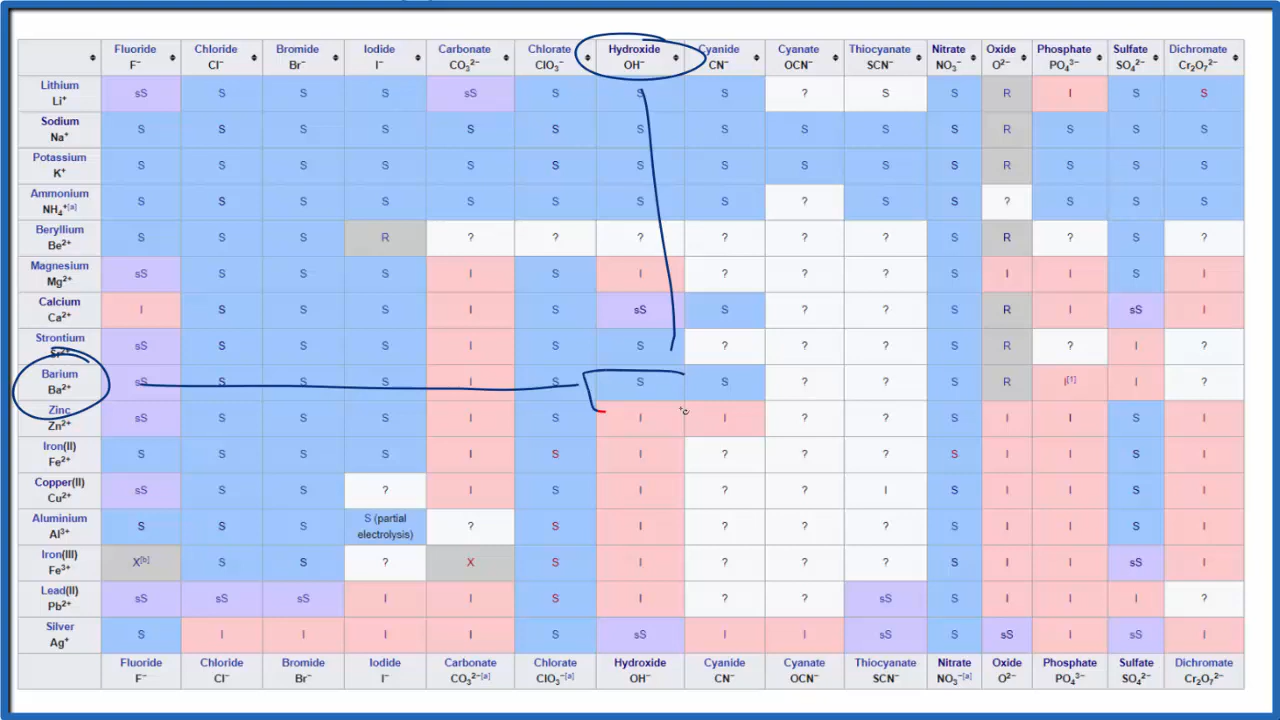 Fluoride Chloride Bromide Iodide Carbonate Chlorate Hydroxide Cyanide Cyanate Thiocyanate Nitrate Oxide Phosphate Sulfate Dichromate
F⁻ Cl⁻ Br⁻ I⁻ CO₃²⁻ ClO₃⁻ OH⁻ CN⁻ OCN⁻ SCN⁻ NO₃⁻ O²⁻ PO₄³⁻ SO₄²⁻ Cr₂O₇²⁻
Lithium
Li⁺ sS S S S sS S S S ? S S R I S S
Sodium
Na⁺ S S S S S S S S S S S R S S S
Potassium
K⁺ S S S S S S S S S S S R S S S
Ammonium
NH₄⁺[a] S S S S S S S S ? S S ? S S S
Beryllium
Be²⁺ S S S R ? ? ? ? ? ? S R ? S ?
Magnesium
Mg²⁺ sS S S S I S I ? ? ? S I I S I
Calcium
Ca²⁺ I S S S I S sS S ? ? S R I sS I
Strontium
Sr²⁺ sS S S S I S S ? ? ? S R ? I ?
Barium
Ba²⁺ sS S S S I S S S ? ? S R I[1] I ?
Zinc
Zn²⁺ sS S S S I S I I ? ? S I I S I
Iron(II)
Fe²⁺ S S S S I S I ? ? ? S I I S I
Copper(II)
Cu²⁺ sS S S ? I S I ? ? I S I I S I
Aluminium
Al³⁺ S S S S (partial electrolysis) ? S I ? ? ? S I I S I
Iron(III)
Fe³⁺ X[b] S S ? X S I ? ? ? S I I sS I
Lead(II)
Pb²⁺ sS sS sS I I S I ? ? sS S I I I ?
Silver
Ag⁺ S I I I I S sS I I sS S sS I sS I
Fluoride Chloride Bromide Iodide Carbonate Chlorate Hydroxide Cyanide Cyanate Thiocyanate Nitrate Oxide Phosphate Sulfate Dichromate
F⁻ Cl⁻ Br⁻ I⁻ CO₃²⁻[a] ClO₃⁻[a] OH⁻ CN⁻ OCN⁻ SCN⁻ NO₃⁻[a] O²⁻ PO₄³⁻ SO₄²⁻ Cr₂O₇²⁻